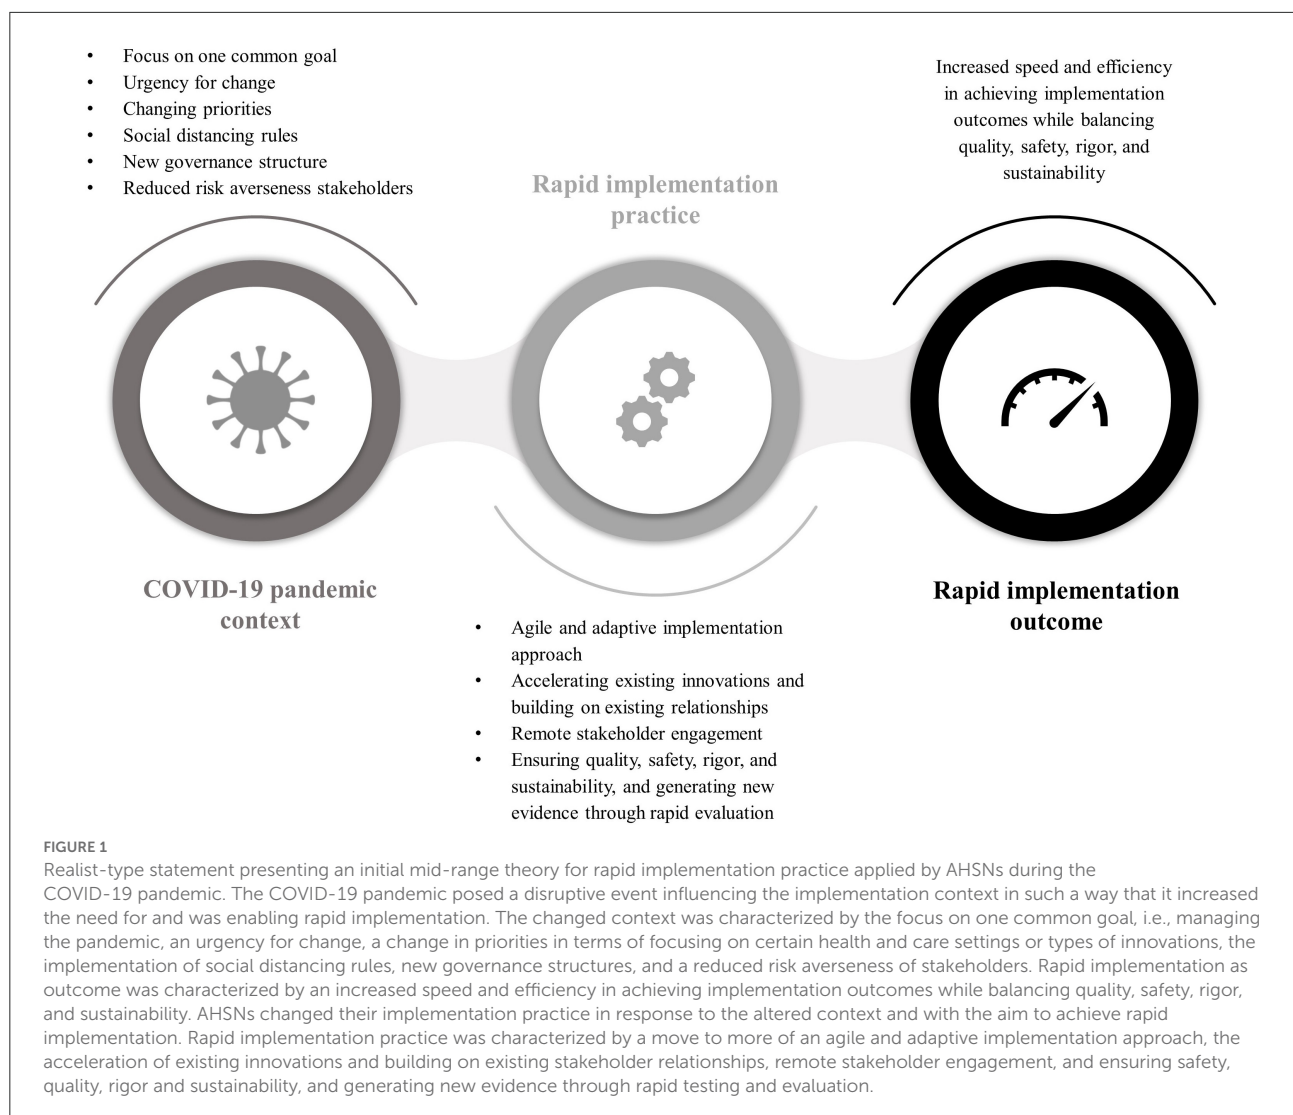 • Focus on one common goal
• Urgency for change
• Changing priorities
• Social distancing rules
• New governance structure
• Reduced risk averseness stakeholders
Rapid implementation
practice
Increased speed and efficiency
in achieving implementation
outcomes while balancing
quality, safety, rigor, and
sustainability
COVID-19 pandemic
context
• Agile and adaptive implementation
approach
• Accelerating existing innovations and
building on existing relationships
• Remote stakeholder engagement
• Ensuring quality, safety, rigor, and
sustainability, and generating new
evidence through rapid evaluation
Rapid implementation
outcome
FIGURE 1
Realist-type statement presenting an initial mid-range theory for rapid implementation practice applied by AHSNs during the
COVID-19 pandemic. The COVID-19 pandemic posed a disruptive event influencing the implementation context in such a way that it increased
the need for and was enabling rapid implementation. The changed context was characterized by the focus on one common goal, i.e., managing
the pandemic, an urgency for change, a change in priorities in terms of focusing on certain health and care settings or types of innovations, the
implementation of social distancing rules, new governance structures, and a reduced risk averseness of stakeholders. Rapid implementation as
outcome was characterized by an increased speed and efficiency in achieving implementation outcomes while balancing quality, safety, rigor,
and sustainability. AHSNs changed their implementation practice in response to the altered context and with the aim to achieve rapid
implementation. Rapid implementation practice was characterized by a move to more of an agile and adaptive implementation approach, the
acceleration of existing innovations and building on existing stakeholder relationships, remote stakeholder engagement, and ensuring safety,
quality, rigor and sustainability, and generating new evidence through rapid testing and evaluation.